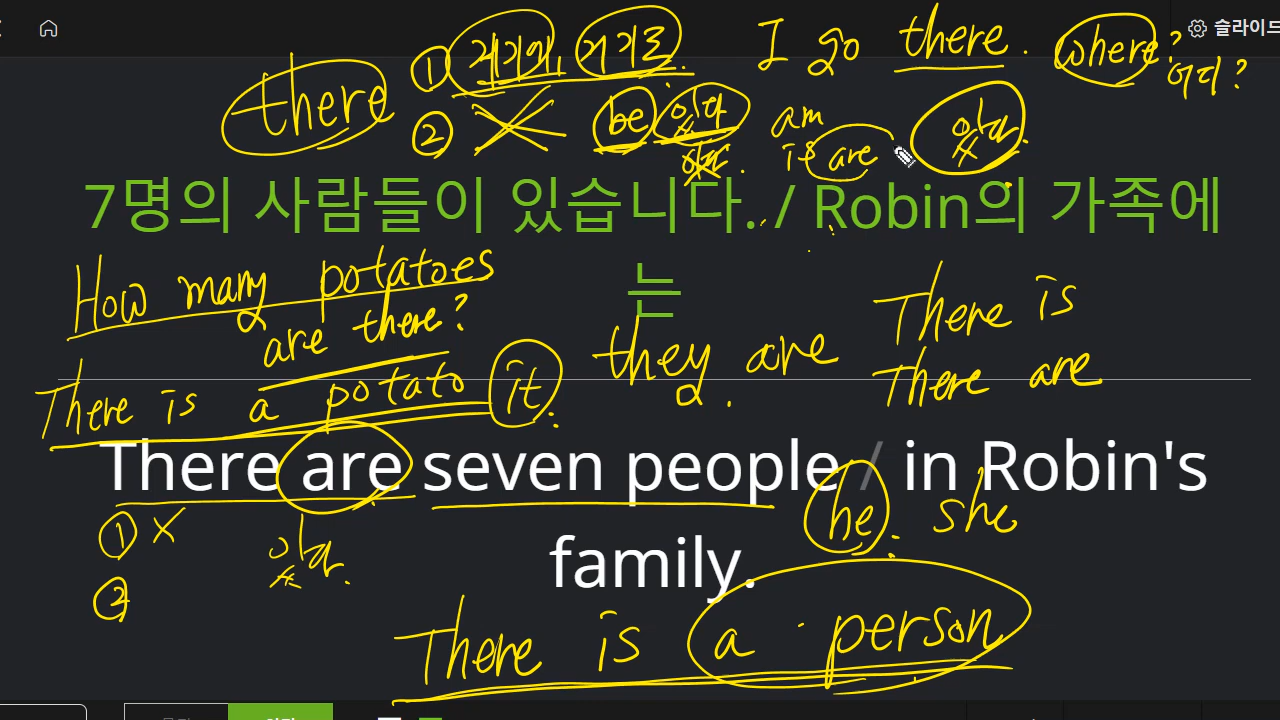 슬라이드
there ① 거기에, 거기로. I go there. where? 어디?
② be 있다 am is are 있다.
7명의 사람들이 있습니다. / Robin의 가족에
는
How many potatoes
are there?
they are.
There is
There are
There is a potato it.
There are seven people / in Robin's
① X 있다.
②
he. she
family.
There is a person